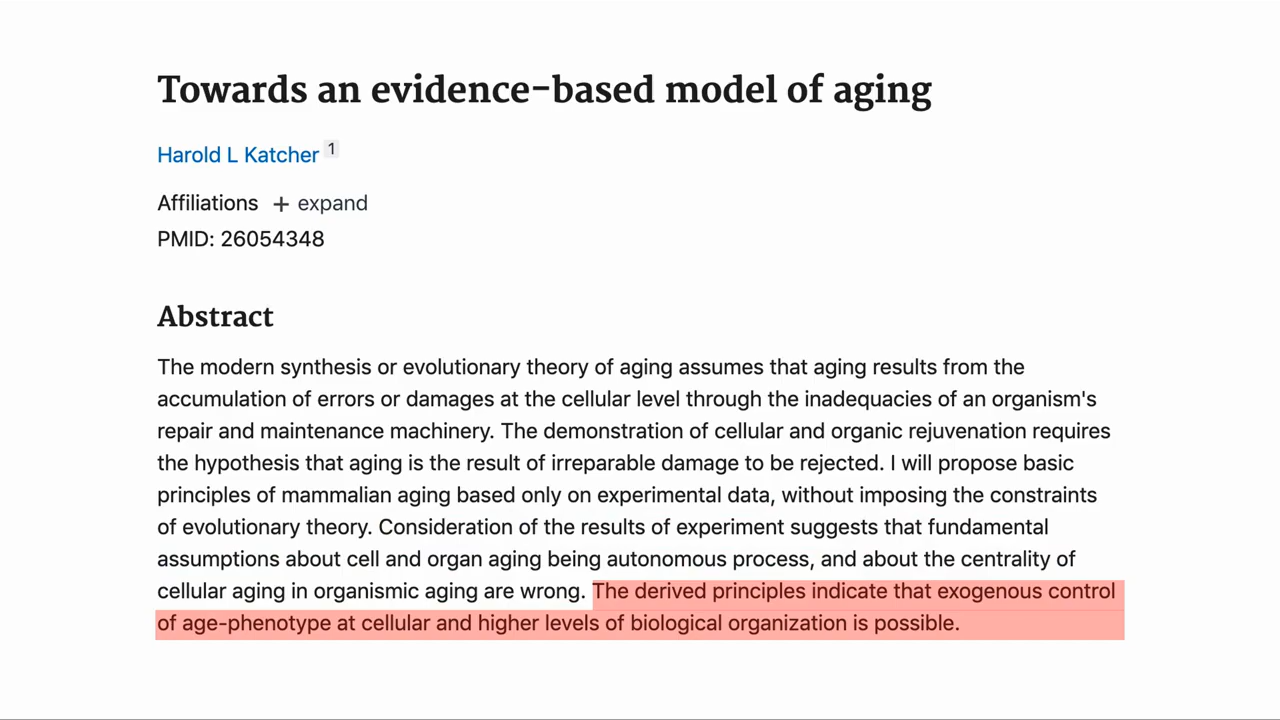 Towards an evidence-based model of aging
Harold L Katcher 1
Affiliations + expand
PMID: 26054348
Abstract
The modern synthesis or evolutionary theory of aging assumes that aging results from the
accumulation of errors or damages at the cellular level through the inadequacies of an organism's
repair and maintenance machinery. The demonstration of cellular and organic rejuvenation requires
the hypothesis that aging is the result of irreparable damage to be rejected. I will propose basic
principles of mammalian aging based only on experimental data, without imposing the constraints
of evolutionary theory. Consideration of the results of experiment suggests that fundamental
assumptions about cell and organ aging being autonomous process, and about the centrality of
cellular aging in organismic aging are wrong. The derived principles indicate that exogenous control
of age-phenotype at cellular and higher levels of biological organization is possible.